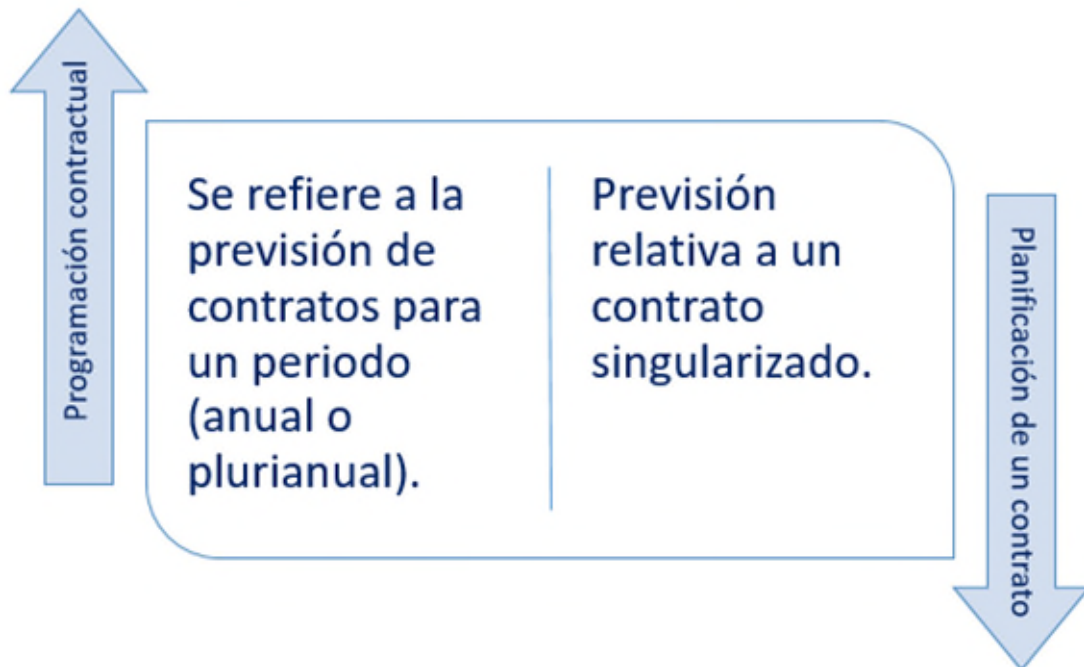 Programación contractual
Se refiere a la
previsión de
contratos para
un periodo
(anual o
plurianual).
Previsión
relativa a un
contrato
singularizado.
Planificación de un contrato